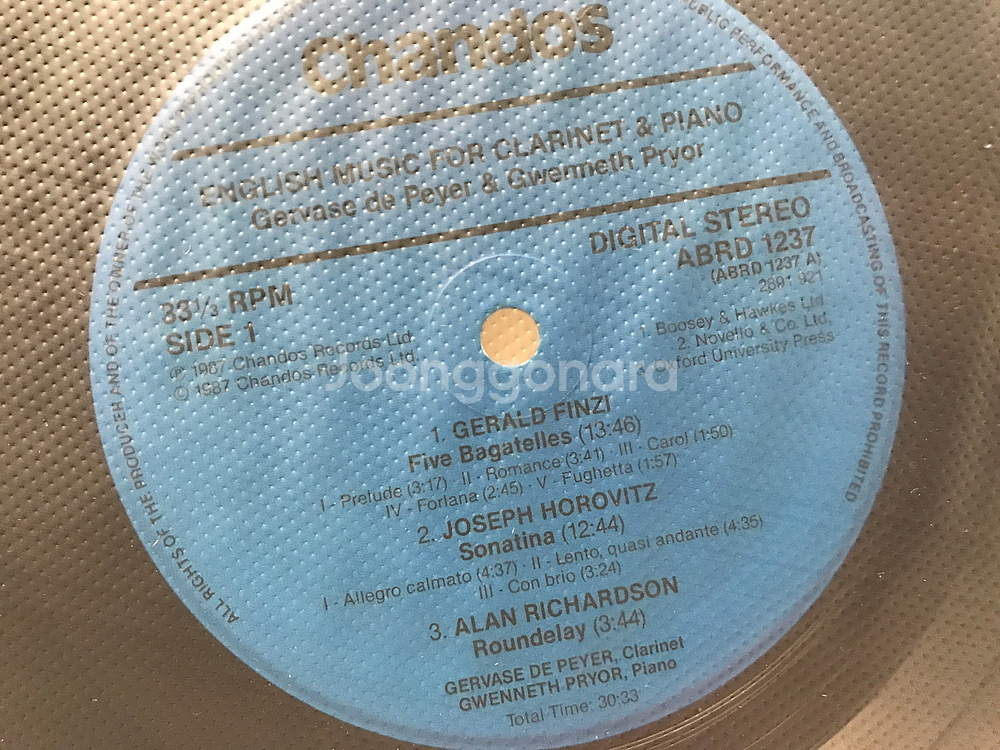 Chandos
ENGLISH MUSIC FOR CLARINET & PIANO
Gervase de Peyer & Gwenneth Pryor
DIGITAL STEREO
ABRD 1237
(ABRD 1237 A)
2891 921
33⅓ RPM
SIDE 1
℗ 1987 Chandos Records Ltd.
© 1987 Chandos Records Ltd.
1. Boosey & Hawkes Ltd.
2. Novello & Co. Ltd.
Oxford University Press
Joanggonara
1. GERALD FINZI
Five Bagatelles (13:46)
I - Prelude (3:17) · II - Romance (3:41) · III - Carol (1:50)
IV - Forlana (2:45) · V - Fughetta (1:57)
2. JOSEPH HOROVITZ
Sonatina (12:44)
I - Allegro calmato (4:37) · II - Lento, quasi andante (4:35)
III - Con brio (3:24)
3. ALAN RICHARDSON
Roundelay (3:44)
GERVASE DE PEYER, Clarinet
GWENNETH PRYOR, Piano
Total Time: 30:33
ALL RIGHTS OF THE PRODUCER AND OF THE OWNER OF THE
PUBLIC PERFORMANCE AND BROADCASTING OF THIS RECORD PROHIBITED